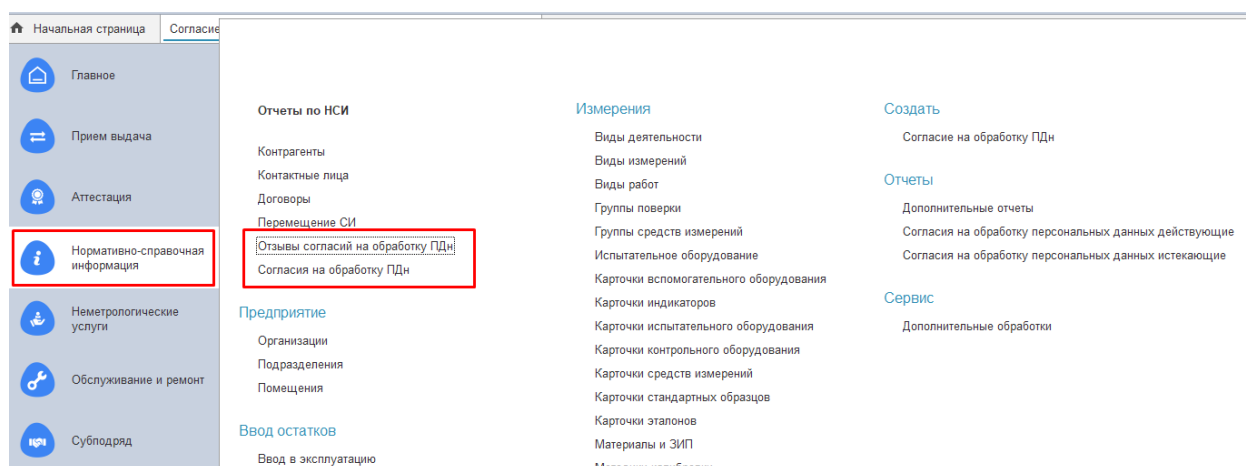 Начальная страница
Согласие
Главное
Прием выдача
Аттестация
Нормативно-справочная
информация
Неметрологические
услуги
Обслуживание и ремонт
Субподряд
Отчеты по НСИ
Контрагенты
Контактные лица
Договоры
Перемещение СИ
Отзывы согласий на обработку ПДн
Согласия на обработку ПДн
Предприятие
Организации
Подразделения
Помещения
Ввод остатков
Ввод в эксплуатацию
Измерения
Виды деятельности
Виды измерений
Виды работ
Группы поверки
Группы средств измерений
Испытательное оборудование
Карточки вспомогательного оборудования
Карточки индикаторов
Карточки испытательного оборудования
Карточки контрольного оборудования
Карточки средств измерений
Карточки стандартных образцов
Карточки эталонов
Материалы и ЗИП
Создать
Согласие на обработку ПДн
Отчеты
Дополнительные отчеты
Согласия на обработку персональных данных действующие
Согласия на обработку персональных данных истекающие
Сервис
Дополнительные обработки